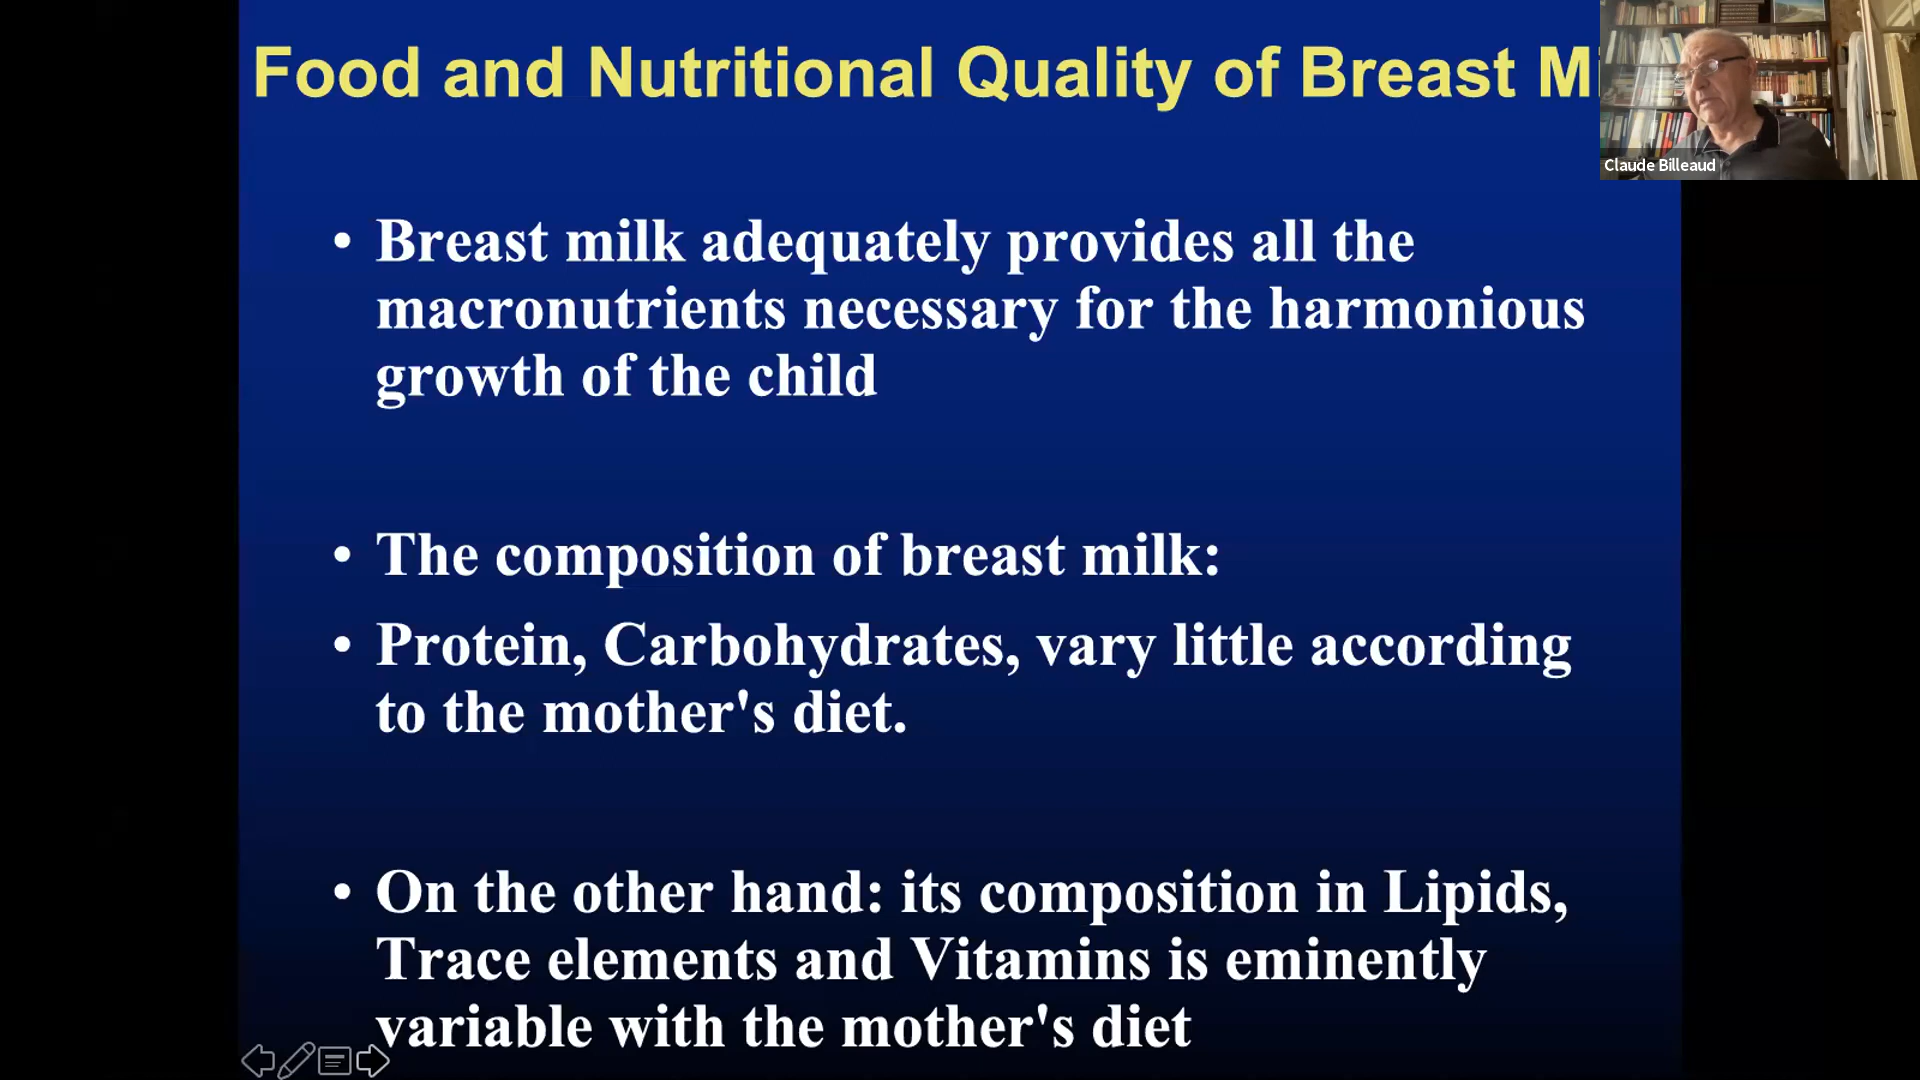 Food and Nutritional Quality of Breast
Claude Billeaud
• Breast milk adequately provides all the
macronutrients necessary for the harmonious
growth of the child
• The composition of breast milk:
• Protein, Carbohydrates, vary little according
to the mother's diet.
• On the other hand: its composition in Lipids,
Trace elements and Vitamins is eminently
variable with the mother's diet